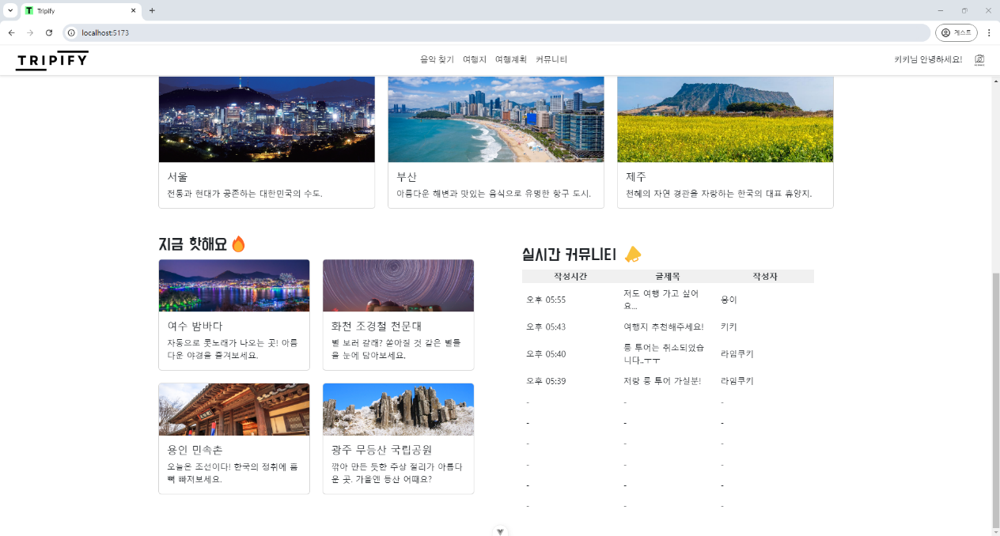 Tripify
localhost:5173
게스트
TRIPIFY
음악 찾기 여행지 여행계획 커뮤니티
키키님 안녕하세요!
서울
전통과 현대가 공존하는 대한민국의 수도.
부산
아름다운 해변과 맛있는 음식으로 유명한 항구 도시.
제주
천혜의 자연 경관을 자랑하는 한국의 대표 휴양지.
지금 핫해요
여수 밤바다
자동으로 콧노래가 나오는 곳! 아름
다운 야경을 즐겨보세요.
화천 조경철 천문대
별 보러 갈래? 쏟아질 것 같은 별들
을 눈에 담아보세요.
용인 민속촌
오늘은 조선이다! 한국의 정취에 흠
뻑 빠져보세요.
광주 무등산 국립공원
깎아 만든 듯한 주상 절리가 아름다
운 곳. 가을엔 등산 어때요?
실시간 커뮤니티
작성시간 글제목 작성자
오후 05:55 저도 여행 가고 싶어
요... 웅이
오후 05:43 여행지 추천해주세요! 키키
오후 05:40 룽 투어는 취소되었습
니다..ㅜㅜ 라임쿠키
오후 05:39 저랑 룽 투어 가실분! 라임쿠키
- - -
- - -
- - -
- - -
- - -
- - -